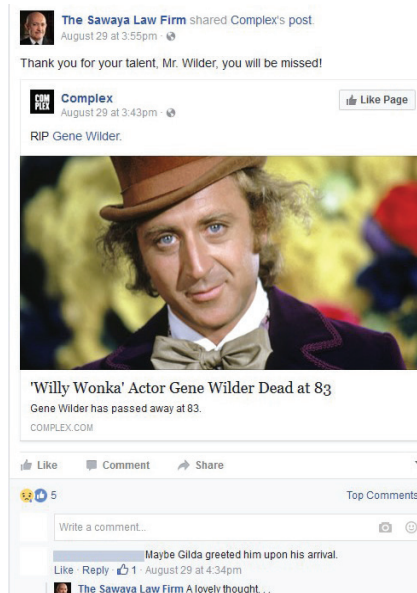 The Sawaya Law Firm shared Complex's post.
August 29 at 3:55pm ·
Thank you for your talent, Mr. Wilder, you will be missed!
COM
PLEX
Complex
August 29 at 3:43pm ·
Like Page
RIP Gene Wilder.
'Willy Wonka' Actor Gene Wilder Dead at 83
Gene Wilder has passed away at 83.
COMPLEX.COM
Like Comment Share
5 Top Comments
Write a comment...
Maybe Gilda greeted him upon his arrival.
Like · Reply · 1 · August 29 at 4:34pm
The Sawaya Law Firm A lovely thought. . .